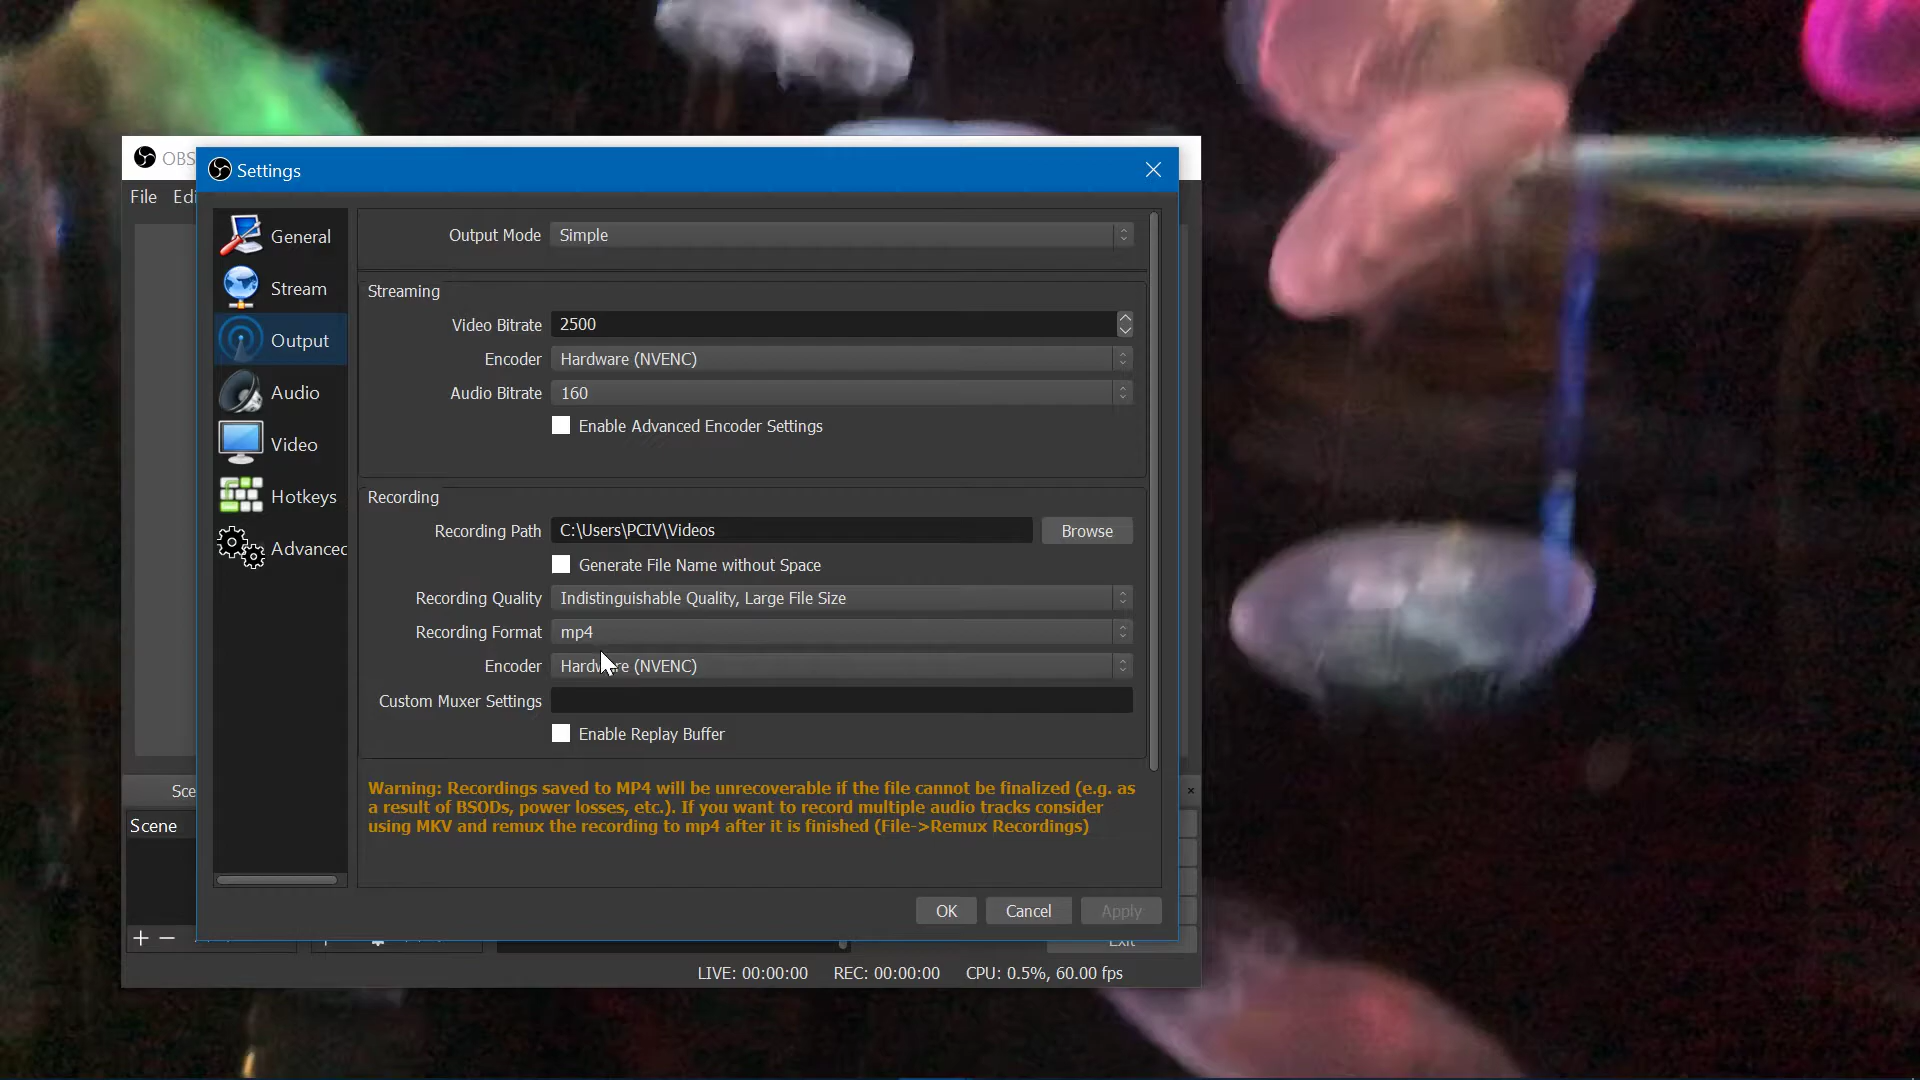 OBS
Settings
File Edi
General
Stream
Output
Audio
Video
Hotkeys
Advanced
Output Mode Simple
Streaming
Video Bitrate 2500
Encoder Hardware (NVENC)
Audio Bitrate 160
Enable Advanced Encoder Settings
Recording
Recording Path C:\Users\PCIV\Videos Browse
Generate File Name without Space
Recording Quality Indistinguishable Quality, Large File Size
Recording Format mp4
Encoder Hardware (NVENC)
Custom Muxer Settings
Enable Replay Buffer
Warning: Recordings saved to MP4 will be unrecoverable if the file cannot be finalized (e.g. as
a result of BSODs, power losses, etc.). If you want to record multiple audio tracks consider
using MKV and remux the recording to mp4 after it is finished (File->Remux Recordings)
Sce
Scene
OK Cancel Apply
Exit
LIVE: 00:00:00 REC: 00:00:00 CPU: 0.5%, 60.00 fps